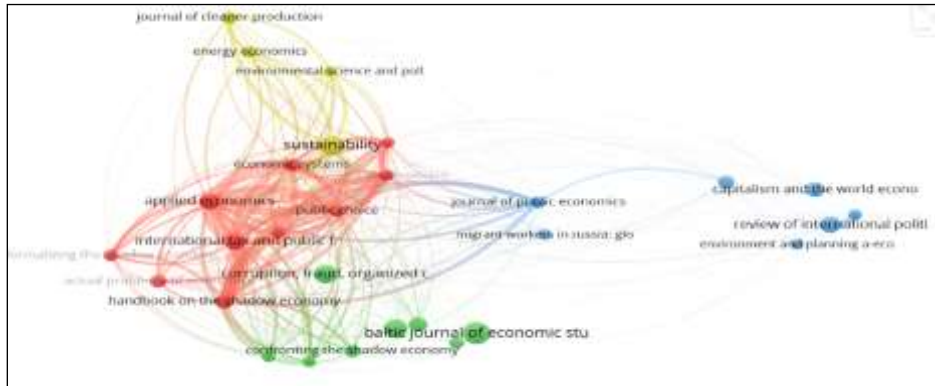 journal of cleaner production
energy economics
environmental science and poll
sustainability
economic systems
applied economics
public choice
journal of public economics
capitalism and the world econo
review of international politi
environment and planning a-eco
migrant workers in russia: glo
international tax and public fi
corruption, fraud, organized c
handbook on the shadow economy
baltic journal of economic stu
confronting the shadow economy